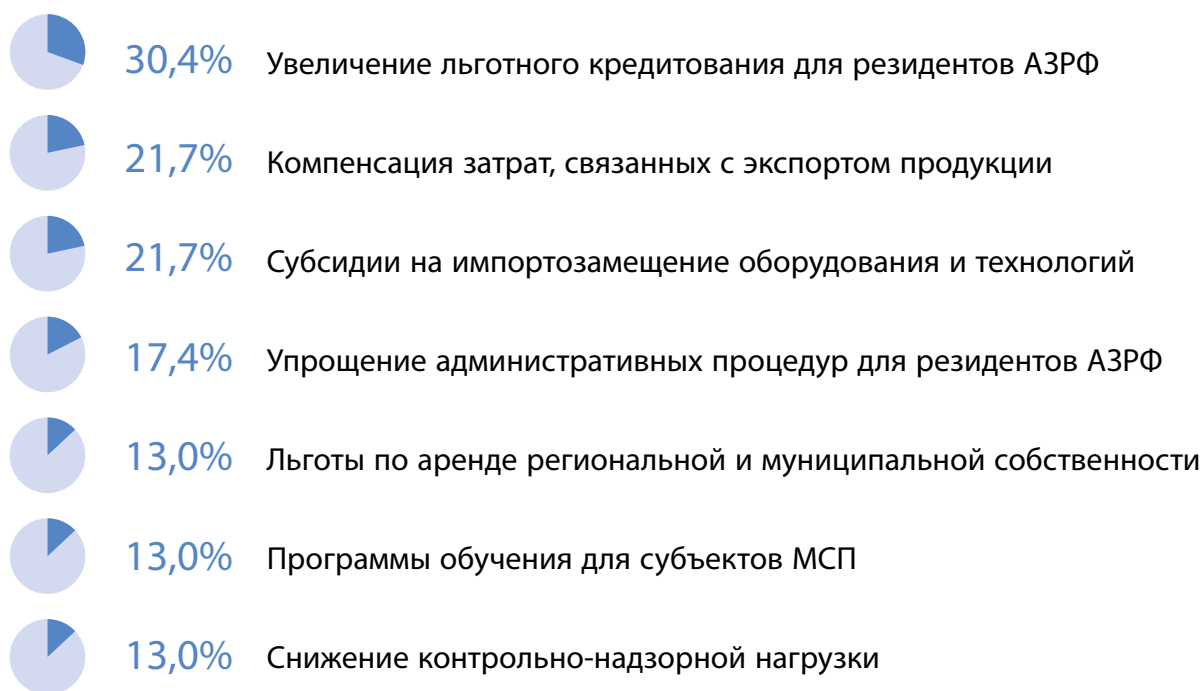 30,4% Увеличение льготного кредитования для резидентов АЗРФ
21,7% Компенсация затрат, связанных с экспортом продукции
21,7% Субсидии на импортозамещение оборудования и технологий
17,4% Упрощение административных процедур для резидентов АЗРФ
13,0% Льготы по аренде региональной и муниципальной собственности
13,0% Программы обучения для субъектов МСП
13,0% Снижение контрольно-надзорной нагрузки